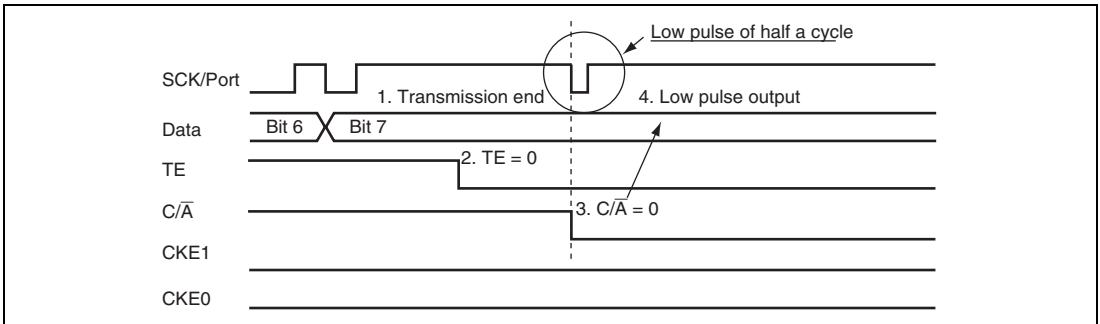 Low pulse of half a cycle
SCK/Port
1. Transmission end
4. Low pulse output
Data
Bit 6
Bit 7
TE
2. TE = 0
C/A̅
3. C/A̅ = 0
CKE1
CKE0